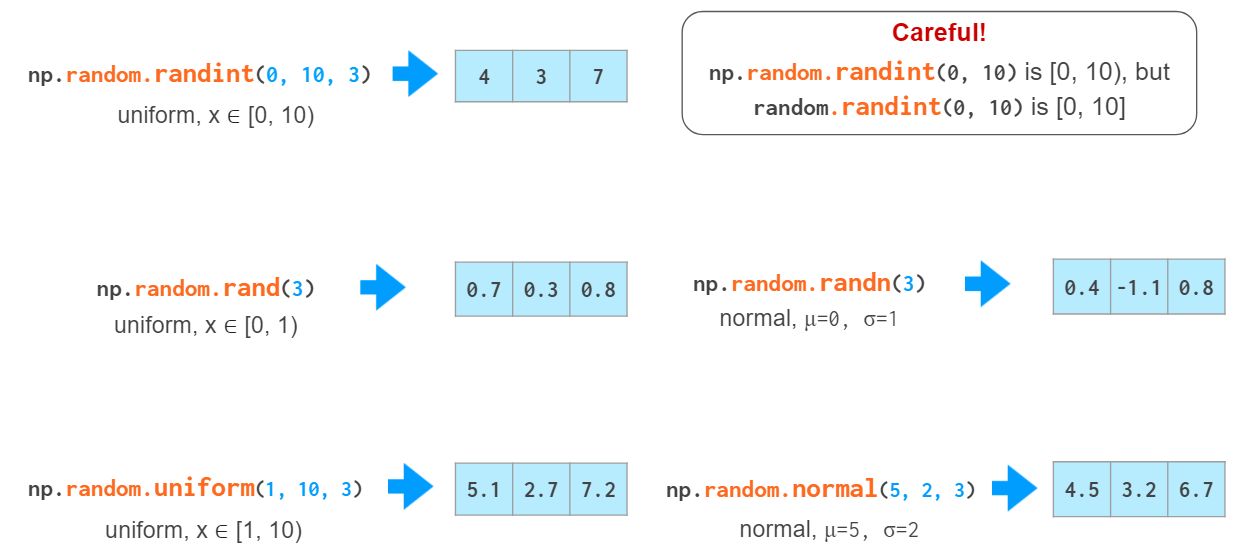 np.random.randint(0, 10, 3)
uniform, x ∈ [0, 10)
4 3 7
Careful!
np.random.randint(0, 10) is [0, 10), but
random.randint(0, 10) is [0, 10]
np.random.rand(3)
uniform, x ∈ [0, 1)
0.7 0.3 0.8
np.random.randn(3)
normal, μ=0, σ=1
0.4 -1.1 0.8
np.random.uniform(1, 10, 3)
uniform, x ∈ [1, 10)
5.1 2.7 7.2
np.random.normal(5, 2, 3)
normal, μ=5, σ=2
4.5 3.2 6.7